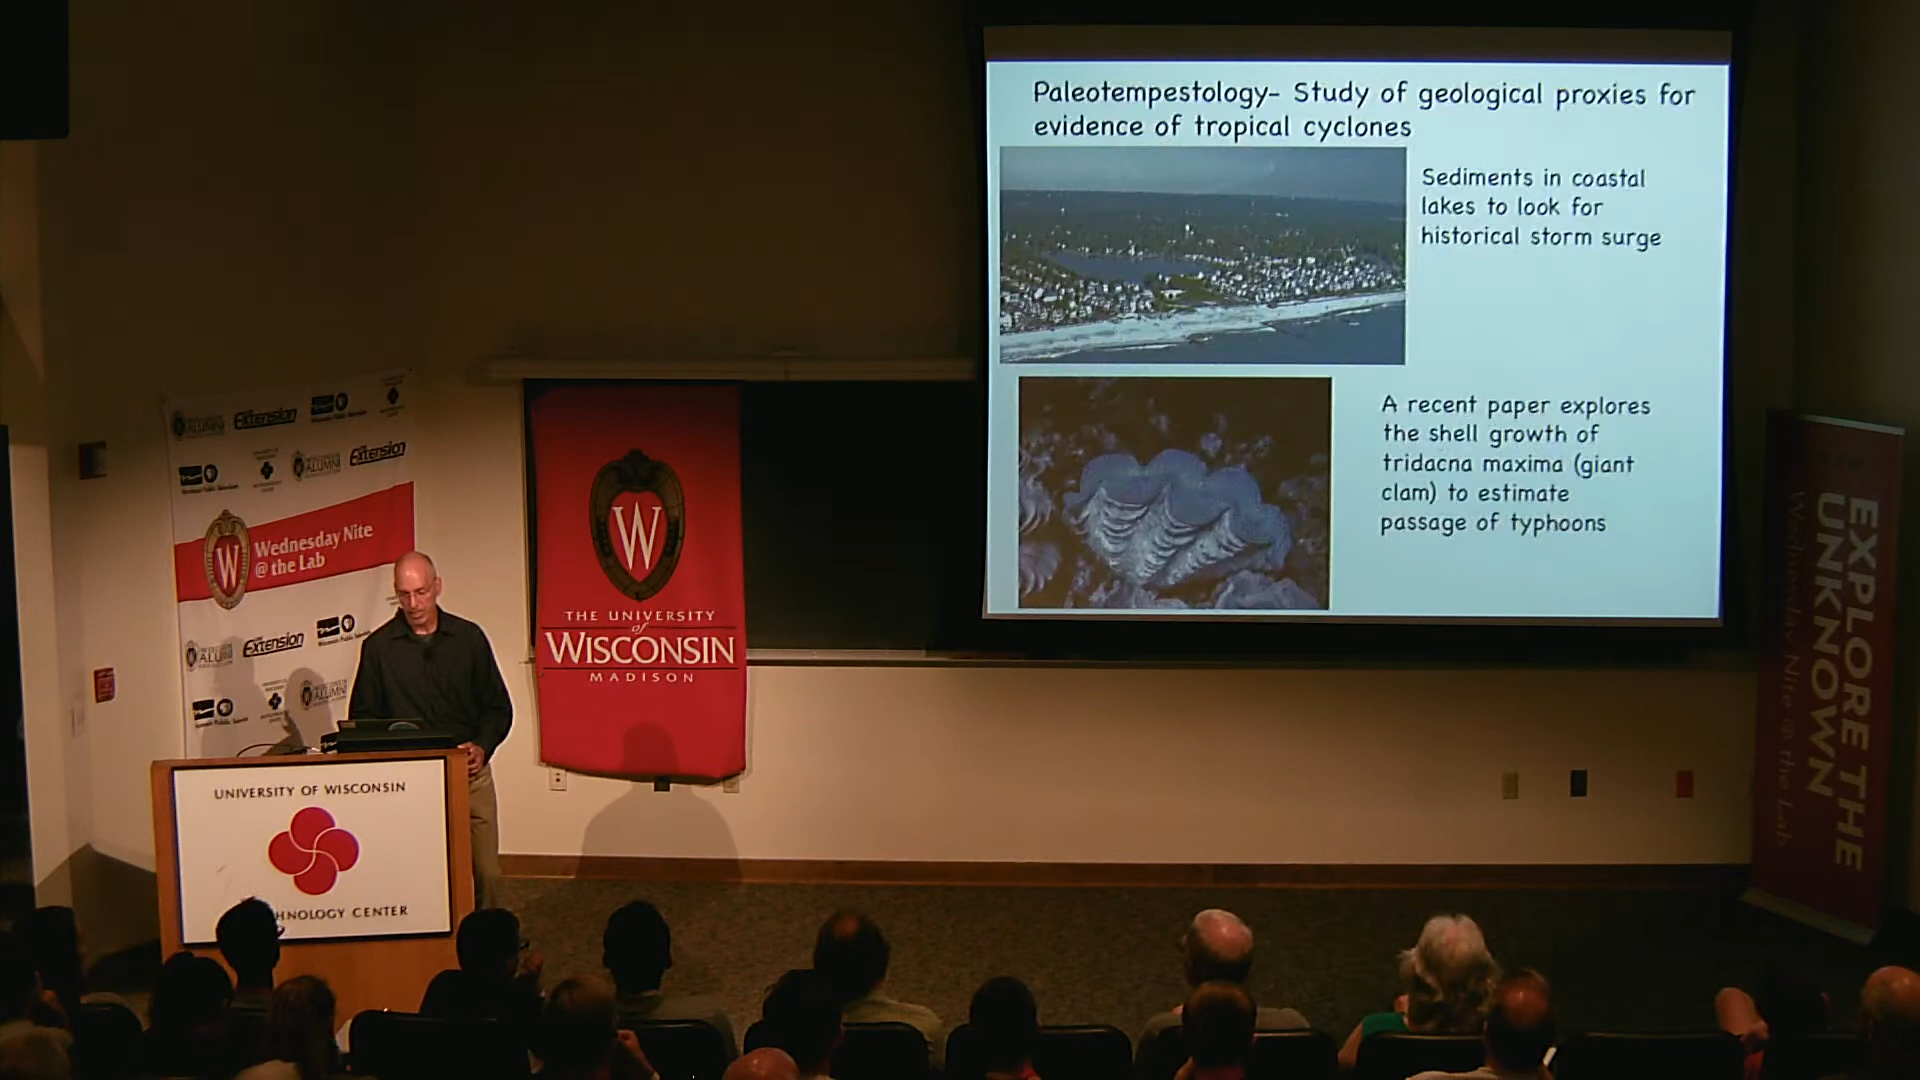 Paleotempestology- Study of geological proxies for
evidence of tropical cyclones
Sediments in coastal
lakes to look for
historical storm surge
A recent paper explores
the shell growth of
tridacna maxima (giant
clam) to estimate
passage of typhoons
ALUMNI
Extension
ALUMNI
Extension
W
Wednesday Nite
@ the Lab
ALUMNI
Extension
ALUMNI
W
THE UNIVERSITY
of
WISCONSIN
MADISON
UNIVERSITY OF WISCONSIN
HNOLOGY CENTER
EXPLORE THE
UNKNOWN
Wednesday Nite @ the Lab